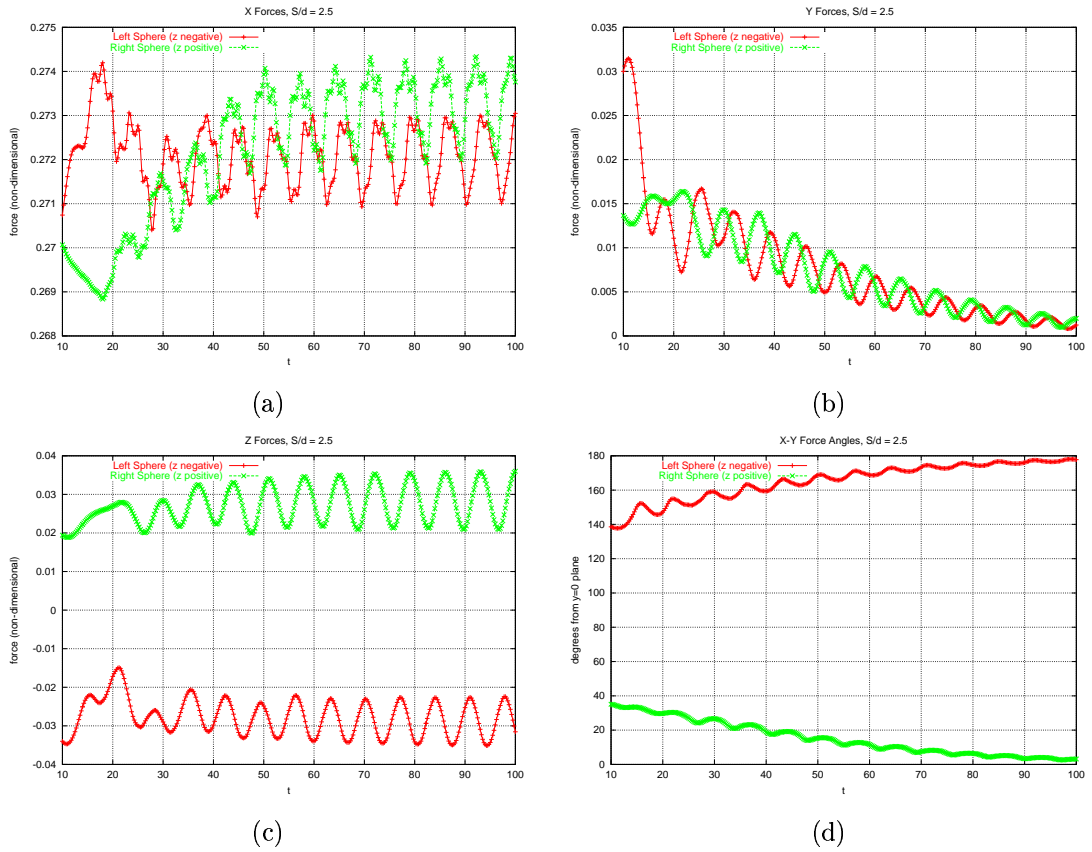 X Forces, S/d = 2.5
0.275
0.274
0.273
0.272
0.271
0.27
0.269
0.268
force (non-dimensional)
Left Sphere (z negative)
Right Sphere (z positive)
10 20 30 40 50 60 70 80 90 100
t
(a)
Y Forces, S/d = 2.5
0.035
0.03
0.025
0.02
0.015
0.01
0.005
0
force (non-dimensional)
Left Sphere (z negative)
Right Sphere (z positive)
10 20 30 40 50 60 70 80 90 100
t
(b)
Z Forces, S/d = 2.5
0.04
0.03
0.02
0
-0.01
-0.02
-0.03
-0.04
force (non-dimensional)
Left Sphere (z negative)
Right Sphere (z positive)
10 20 30 40 50 60 70 80 90 100
t
(c)
X-Y Force Angles, S/d = 2.5
180
160
140
120
100
80
60
40
20
0
degrees from y=0 plane
Left Sphere (z negative)
Right Sphere (z positive)
10 20 30 40 50 60 70 80 90 100
t
(d)